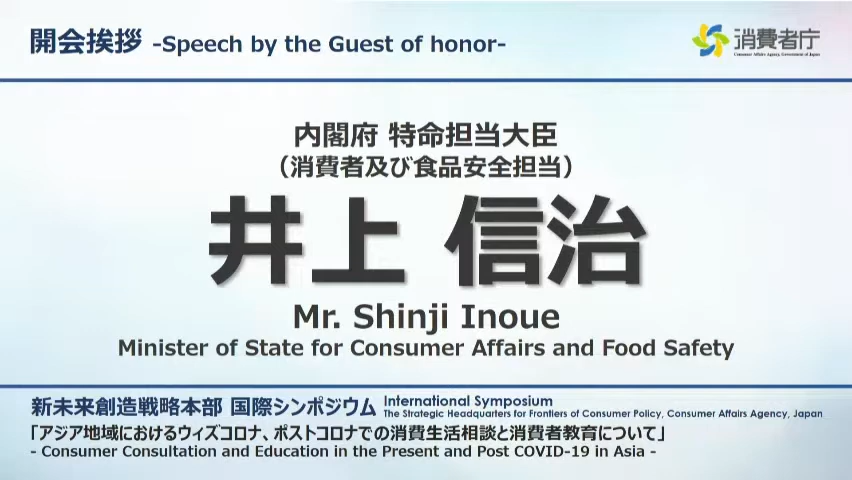 開会挨拶 -Speech by the Guest of honor-
消費者庁
Consumer Affairs Agency, Government of Japan
内閣府 特命担当大臣
（消費者及び食品安全担当）
井上 信治
Mr. Shinji Inoue
Minister of State for Consumer Affairs and Food Safety
新未来創造戦略本部 国際シンポジウム
International Symposium
The Strategic Headquarters for Frontiers of Consumer Policy, Consumer Affairs Agency, Japan
「アジア地域におけるウィズコロナ、ポストコロナでの消費生活相談と消費者教育について」
- Consumer Consultation and Education in the Present and Post COVID-19 in Asia -